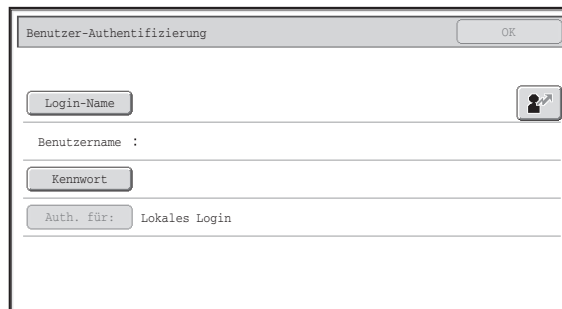 Benutzer-Authentifizierung OK
Login-Name
Benutzername :
Kennwort
Auth. für: Lokales Login